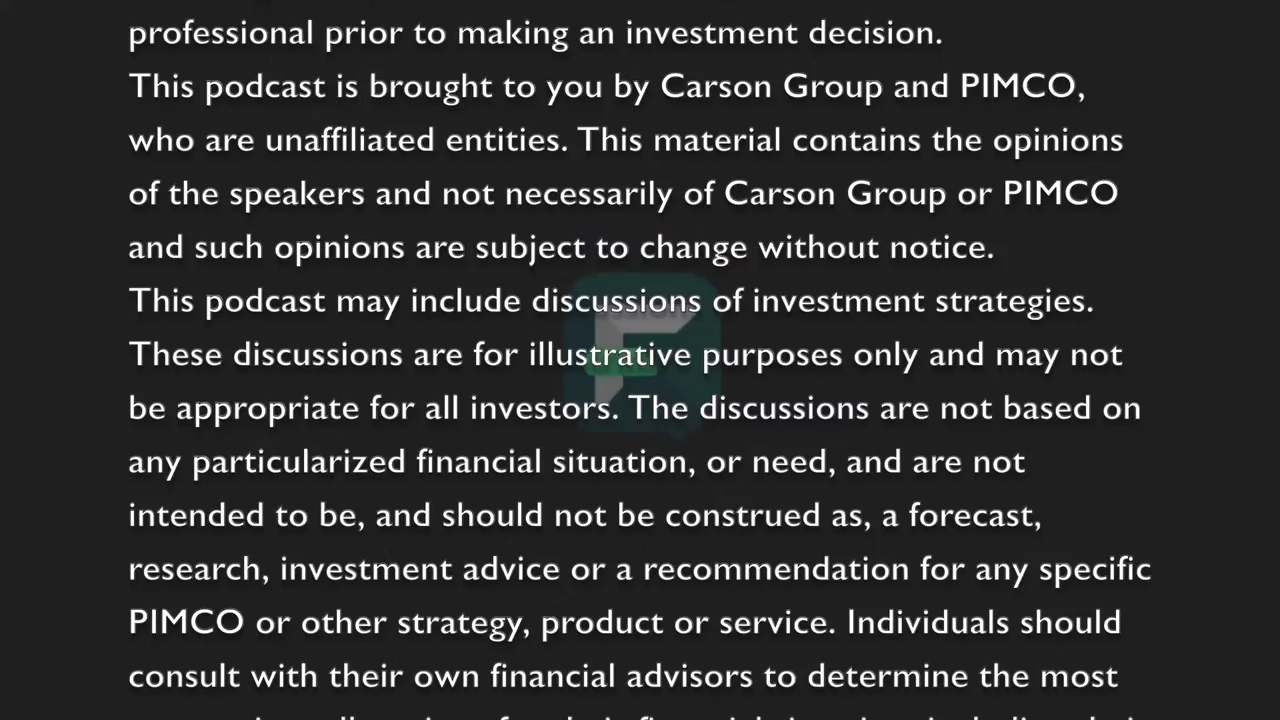 professional prior to making an investment decision.
This podcast is brought to you by Carson Group and PIMCO,
who are unaffiliated entities. This material contains the opinions
of the speakers and not necessarily of Carson Group or PIMCO
and such opinions are subject to change without notice.
This podcast may include discussions of investment strategies.
These discussions are for illustrative purposes only and may not
be appropriate for all investors. The discussions are not based on
any particularized financial situation, or need, and are not
intended to be, and should not be construed as, a forecast,
research, investment advice or a recommendation for any specific
PIMCO or other strategy, product or service. Individuals should
consult with their own financial advisors to determine the most